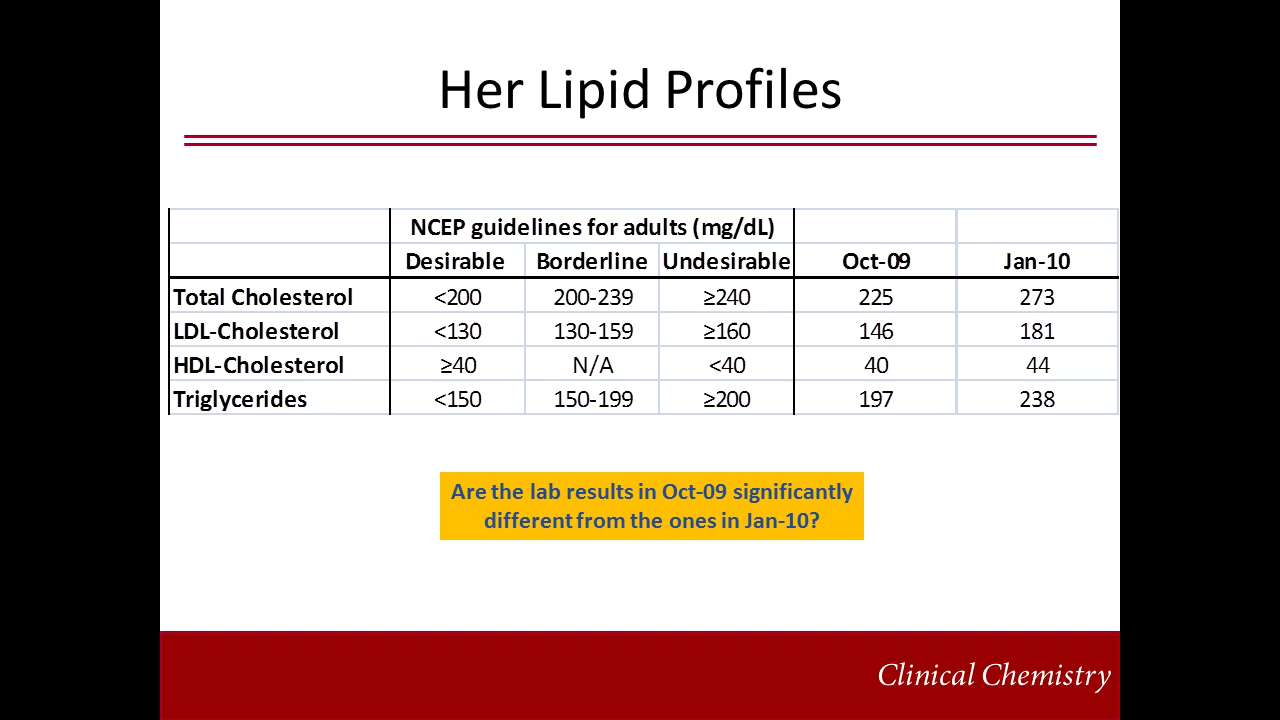 Her Lipid Profiles
NCEP guidelines for adults (mg/dL)
Desirable Borderline Undesirable Oct-09 Jan-10
Total Cholesterol <200 200-239 ≥240 225 273
LDL-Cholesterol <130 130-159 ≥160 146 181
HDL-Cholesterol ≥40 N/A <40 40 44
Triglycerides <150 150-199 ≥200 197 238
Are the lab results in Oct-09 significantly
different from the ones in Jan-10?
Clinical Chemistry